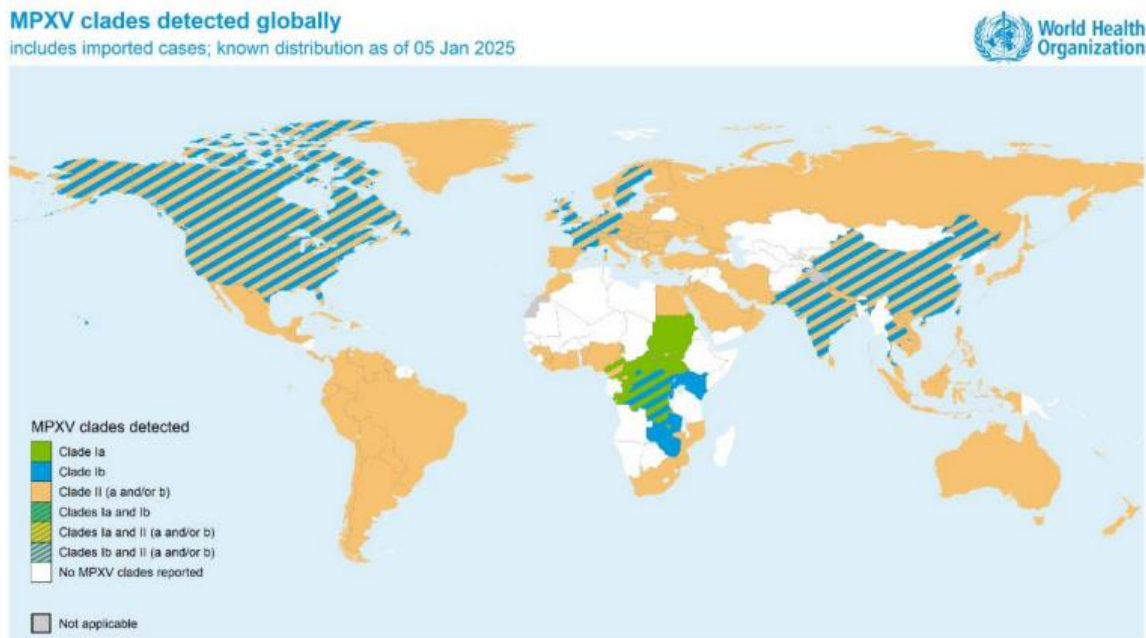 MPXV clades detected globally
includes imported cases; known distribution as of 05 Jan 2025
World Health
Organization
MPXV clades detected
Clade Ia
Clade Ib
Clade II (a and/or b)
Clades Ia and Ib
Clades Ia and II (a and/or b)
Clades Ib and II (a and/or b)
No MPXV clades reported
Not applicable